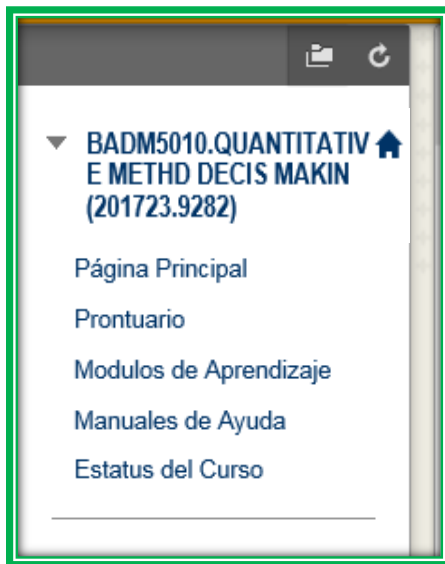 BADM5010.QUANTITATIV
E METHD DECIS MAKIN
(201723.9282)
Página Principal
Prontuario
Modulos de Aprendizaje
Manuales de Ayuda
Estatus del Curso